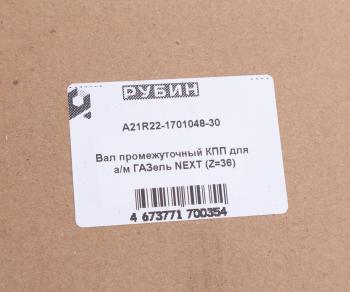 РУБИН
A21R22-1701048-30
Вал промежуточный КПП для
а/м ГАЗель NEXT (Z=36)
4 673771 700354